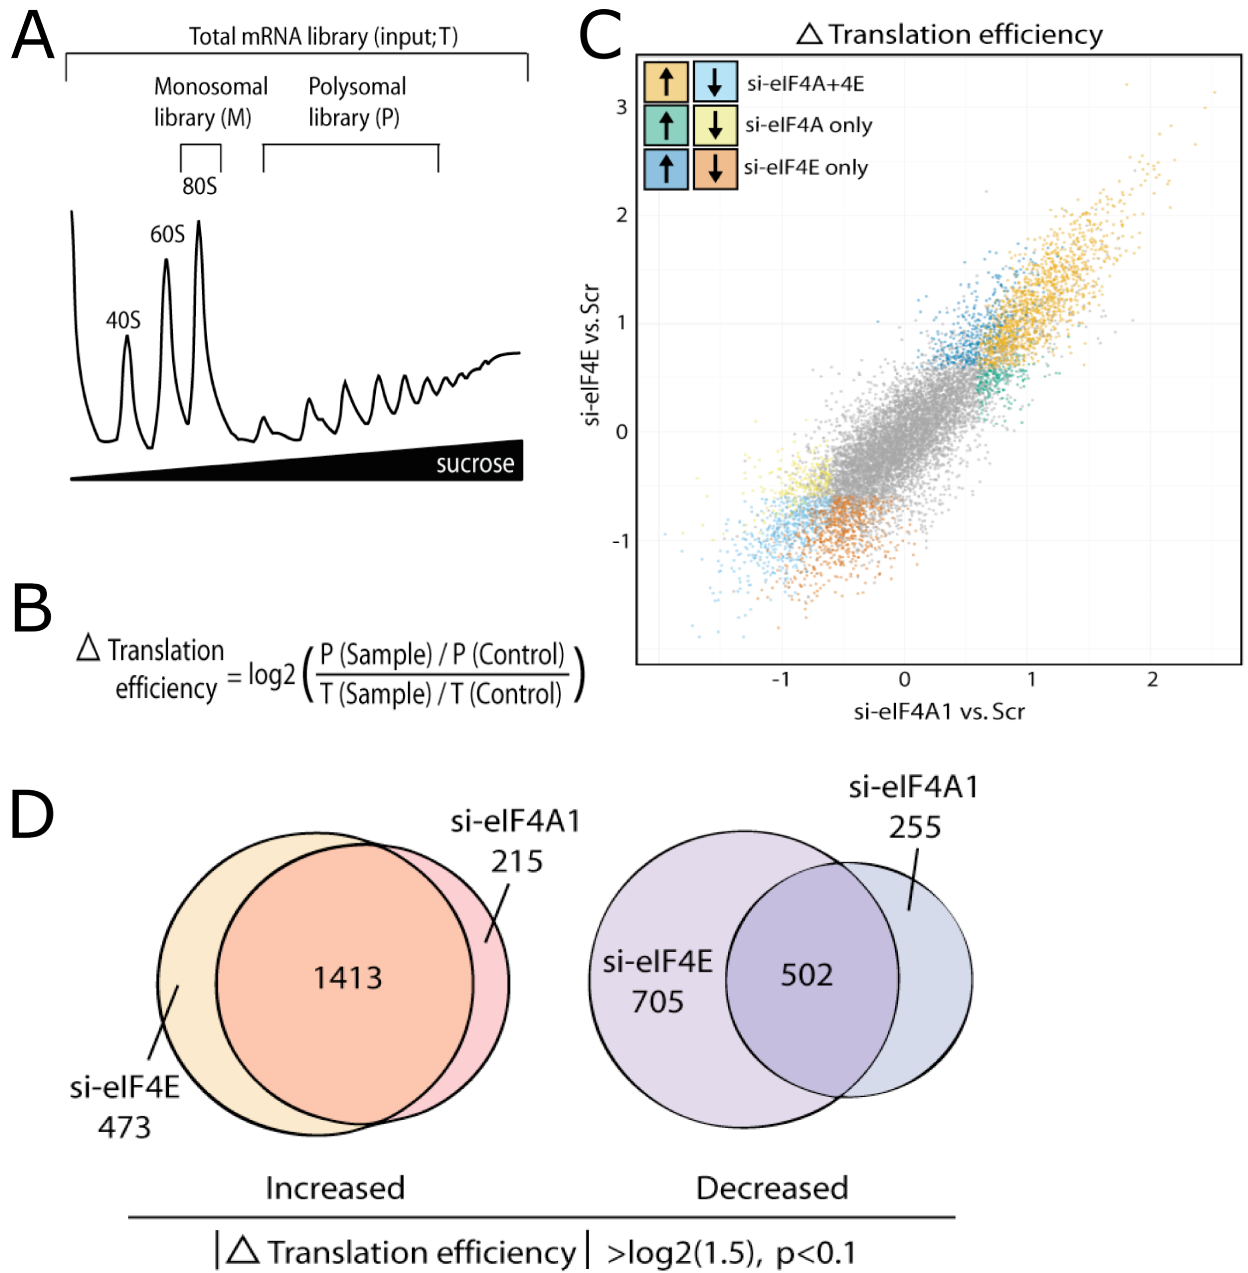 A
Total mRNA library (input; T)
Monosomal
library (M)
Polysomal
library (P)
80S
60S
40S
sucrose
B
△ Translation
efficiency
= log2
P (Sample) / P (Control)
T (Sample) / T (Control)
C
△ Translation efficiency
↑ ↓ si-eIF4A+4E
↑ ↓ si-eIF4A only
↑ ↓ si-eIF4E only
3
2
1
0
-1
si-eIF4E vs. Scr
-1 0 1 2
si-eIF4A1 vs. Scr
D
si-eIF4A1
215
1413
si-eIF4E
473
Increased
si-eIF4A1
255
si-eIF4E
705
502
Decreased
|△ Translation efficiency| >log2(1.5), p<0.1